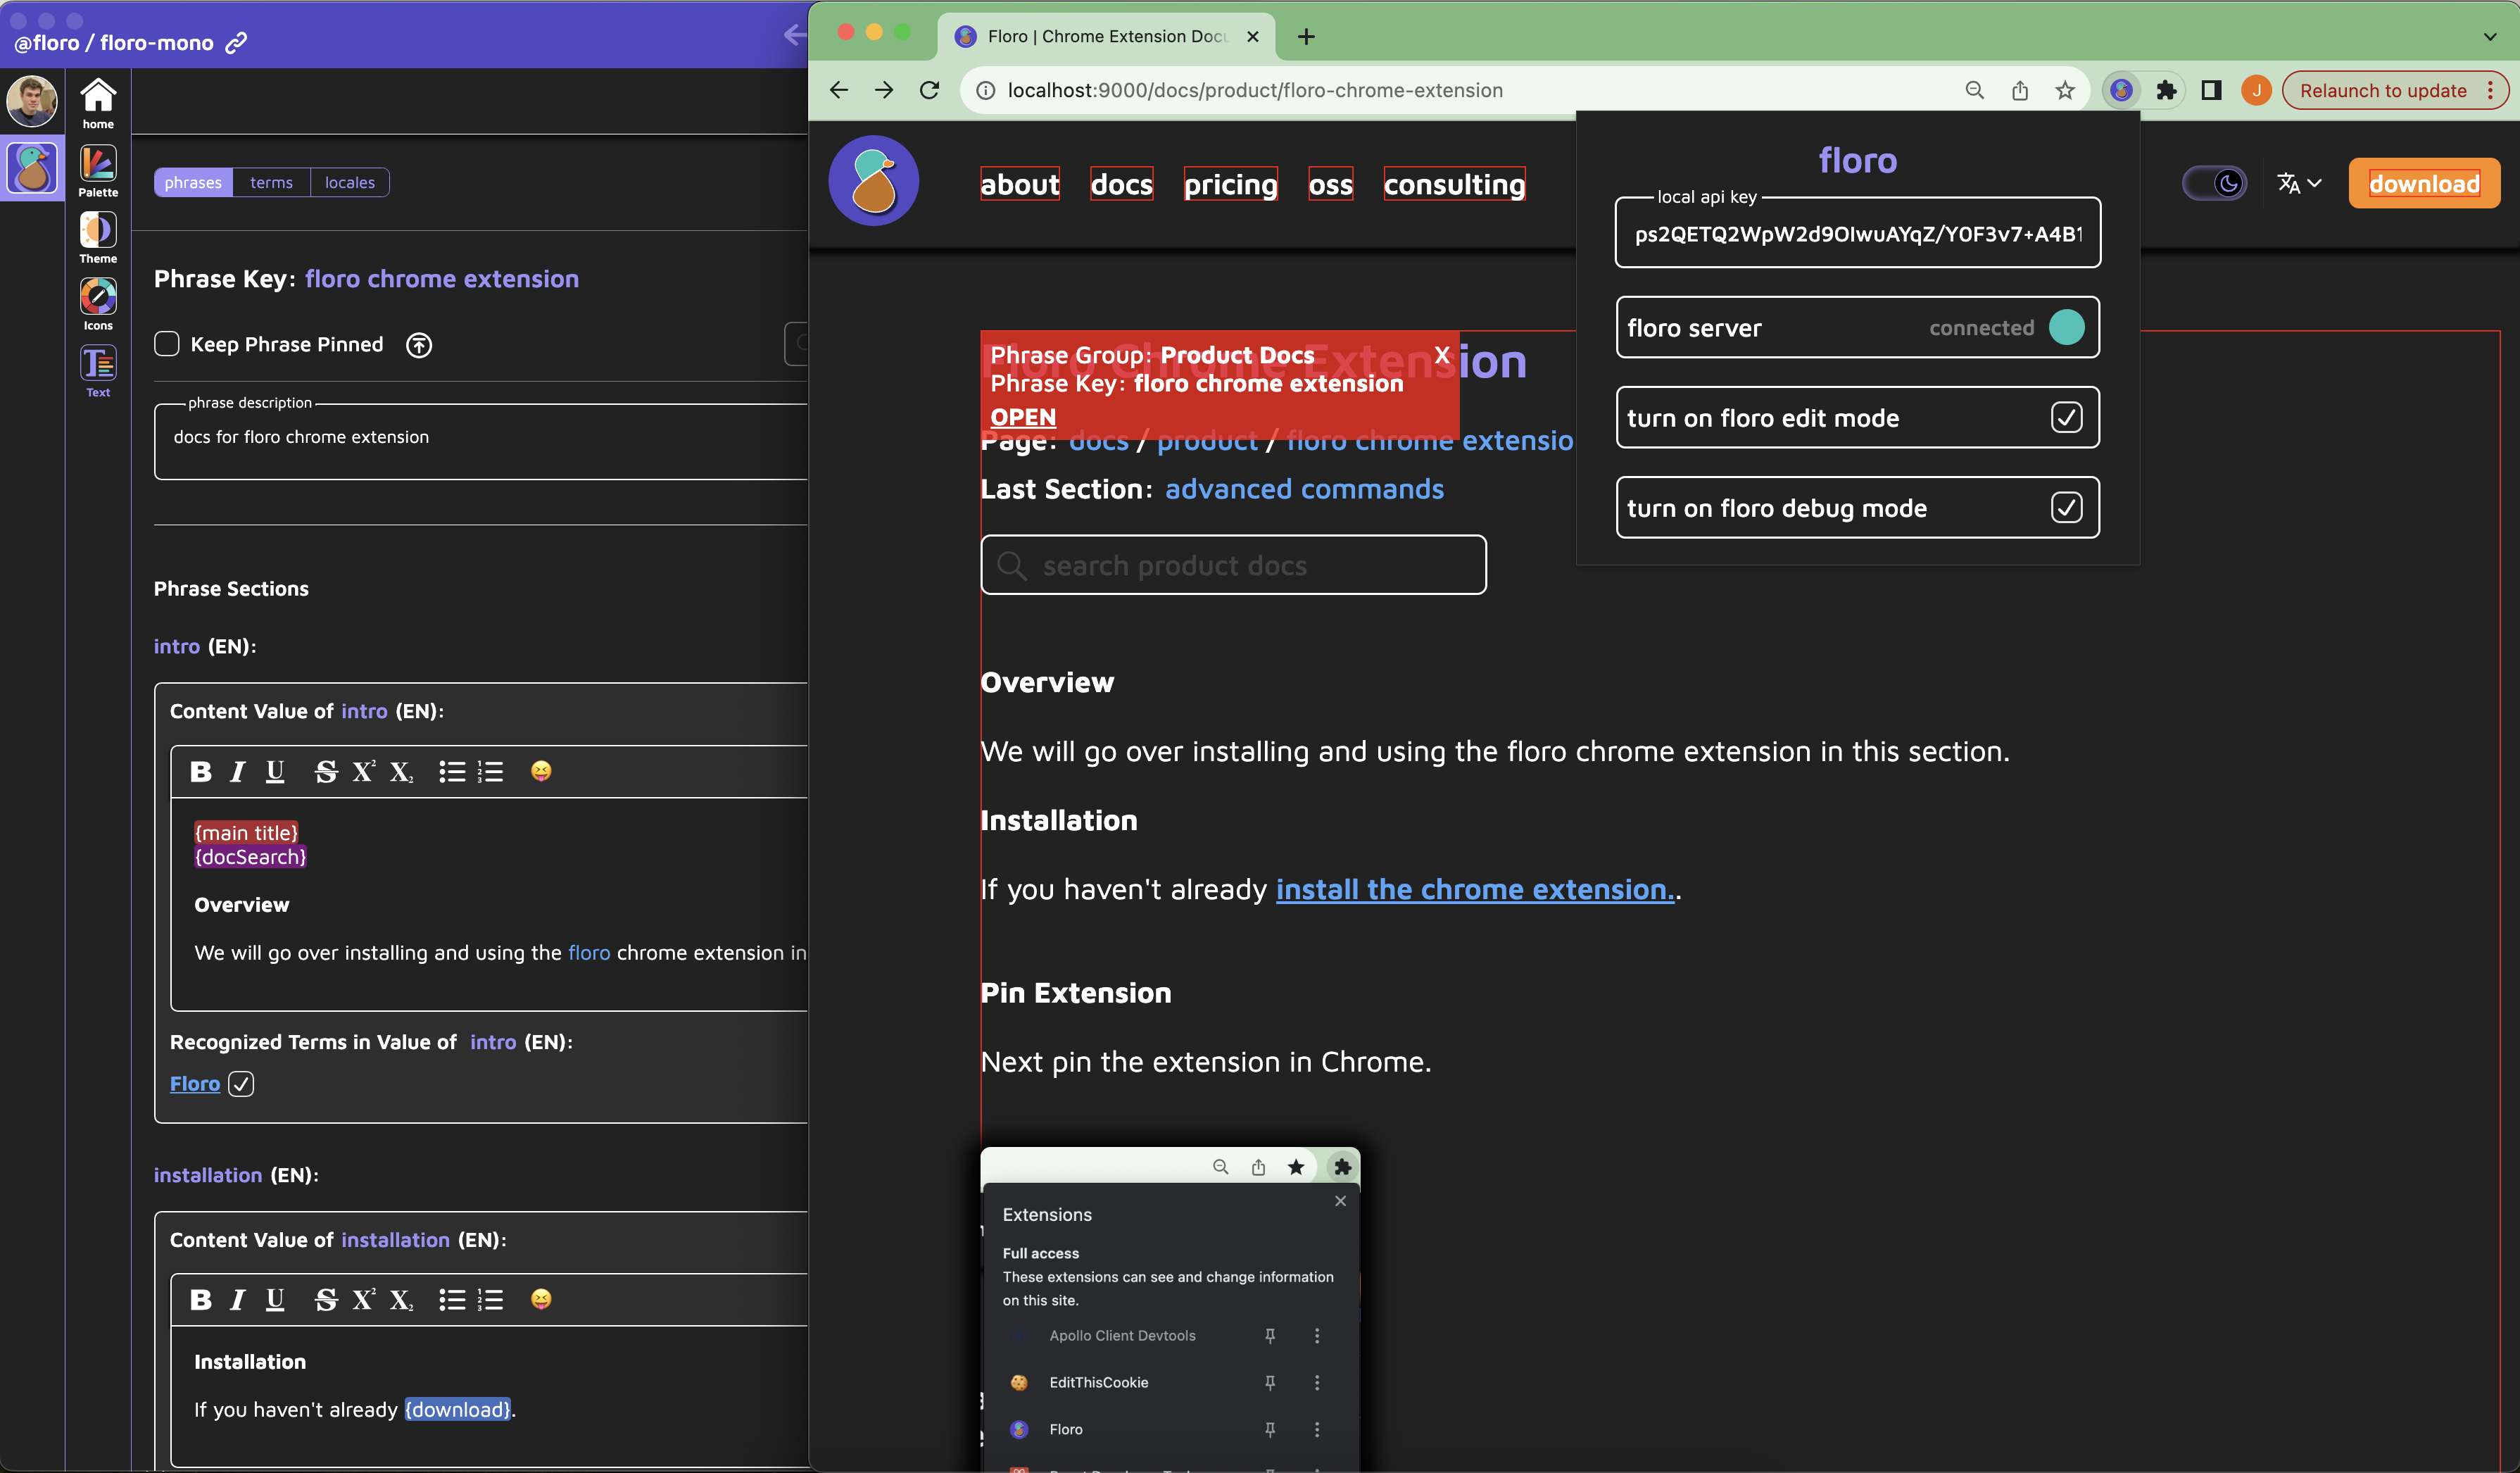 @floro / floro-mono
home
Palette
Theme
Icons
Text
phrases
terms
locales
Phrase Key: floro chrome extension
Keep Phrase Pinned
phrase description
docs for floro chrome extension
Phrase Sections
intro (EN):
Content Value of intro (EN):
B I U S X² X₂
{main title}
{docSearch}
Overview
We will go over installing and using the floro chrome extension in
Recognized Terms in Value of intro (EN):
Floro
installation (EN):
Content Value of installation (EN):
B I U S X² X₂
Installation
If you haven't already {download}.
Floro | Chrome Extension Doc
localhost:9000/docs/product/floro-chrome-extension
J
Relaunch to update
about
docs
pricing
oss
consulting
download
floro
local api key
ps2QETQ2WpW2d9OIwuAYqZ/Y0F3v7+A4B1
floro server
connected
turn on floro edit mode
turn on floro debug mode
Floro Chrome Extension
Phrase Group: Product Docs
X
Phrase Key: floro chrome extension
OPEN
Page: docs / product / floro chrome extensio
Last Section: advanced commands
search product docs
Overview
We will go over installing and using the floro chrome extension in this section.
Installation
If you haven't already install the chrome extension..
Pin Extension
Next pin the extension in Chrome.
Extensions
Full access
These extensions can see and change information
on this site.
Apollo Client Devtools
EditThisCookie
Floro